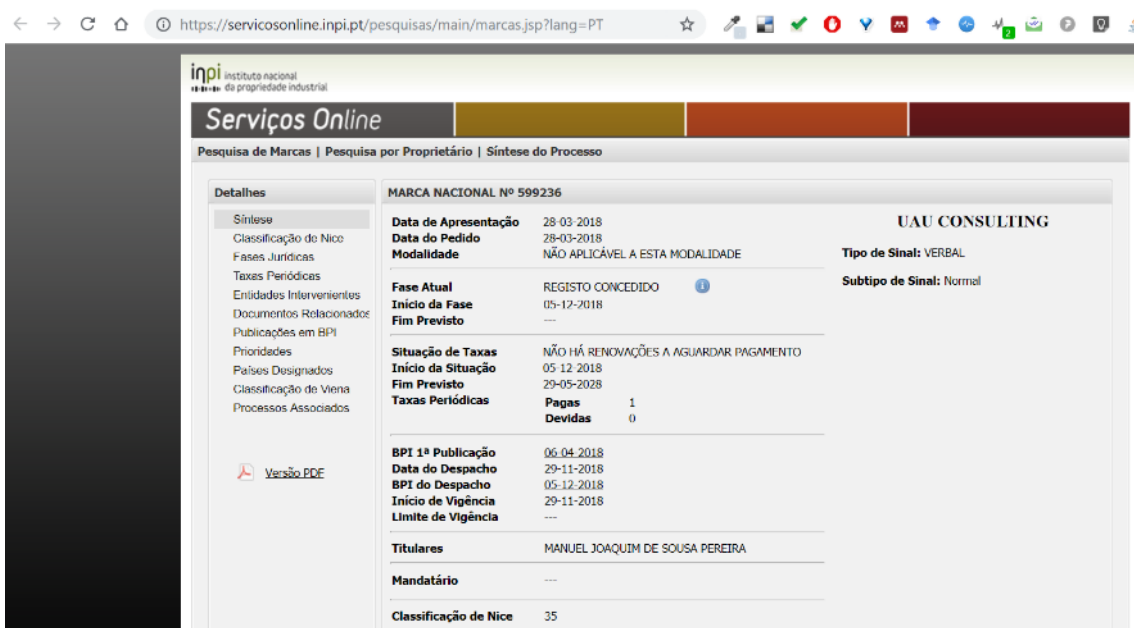 https://servicosonline.inpi.pt/pesquisas/main/marcas.jsp?lang=PT
2
inpi instituto nacional
da propriedade industrial
Serviços Online
Pesquisa de Marcas | Pesquisa por Proprietário | Síntese do Processo
Detalhes
Síntese
Classificação de Nice
Fases Jurídicas
Taxas Periódicas
Entidades Intervenientes
Documentos Relacionados
Publicações em BPI
Prioridades
Países Designados
Classificação de Viena
Processos Associados
Versão PDF
MARCA NACIONAL Nº 599236
Data de Apresentação 28-03-2018
Data do Pedido 28-03-2018
Modalidade NÃO APLICÁVEL A ESTA MODALIDADE
Fase Atual REGISTO CONCEDIDO
Início da Fase 05-12-2018
Fim Previsto ---
Situação de Taxas NÃO HÁ RENOVAÇÕES A AGUARDAR PAGAMENTO
Início da Situação 05-12-2018
Fim Previsto 29-05-2028
Taxas Periódicas Pagas 1
Devidas 0
BPI 1ª Publicação 06-04-2018
Data do Despacho 29-11-2018
BPI do Despacho 05-12-2018
Início de Vigência 29-11-2018
Limite de Vigência ---
Titulares MANUEL JOAQUIM DE SOUSA PEREIRA
Mandatário ---
Classificação de Nice 35
UAU CONSULTING
Tipo de Sinal: VERBAL
Subtipo de Sinal: Normal